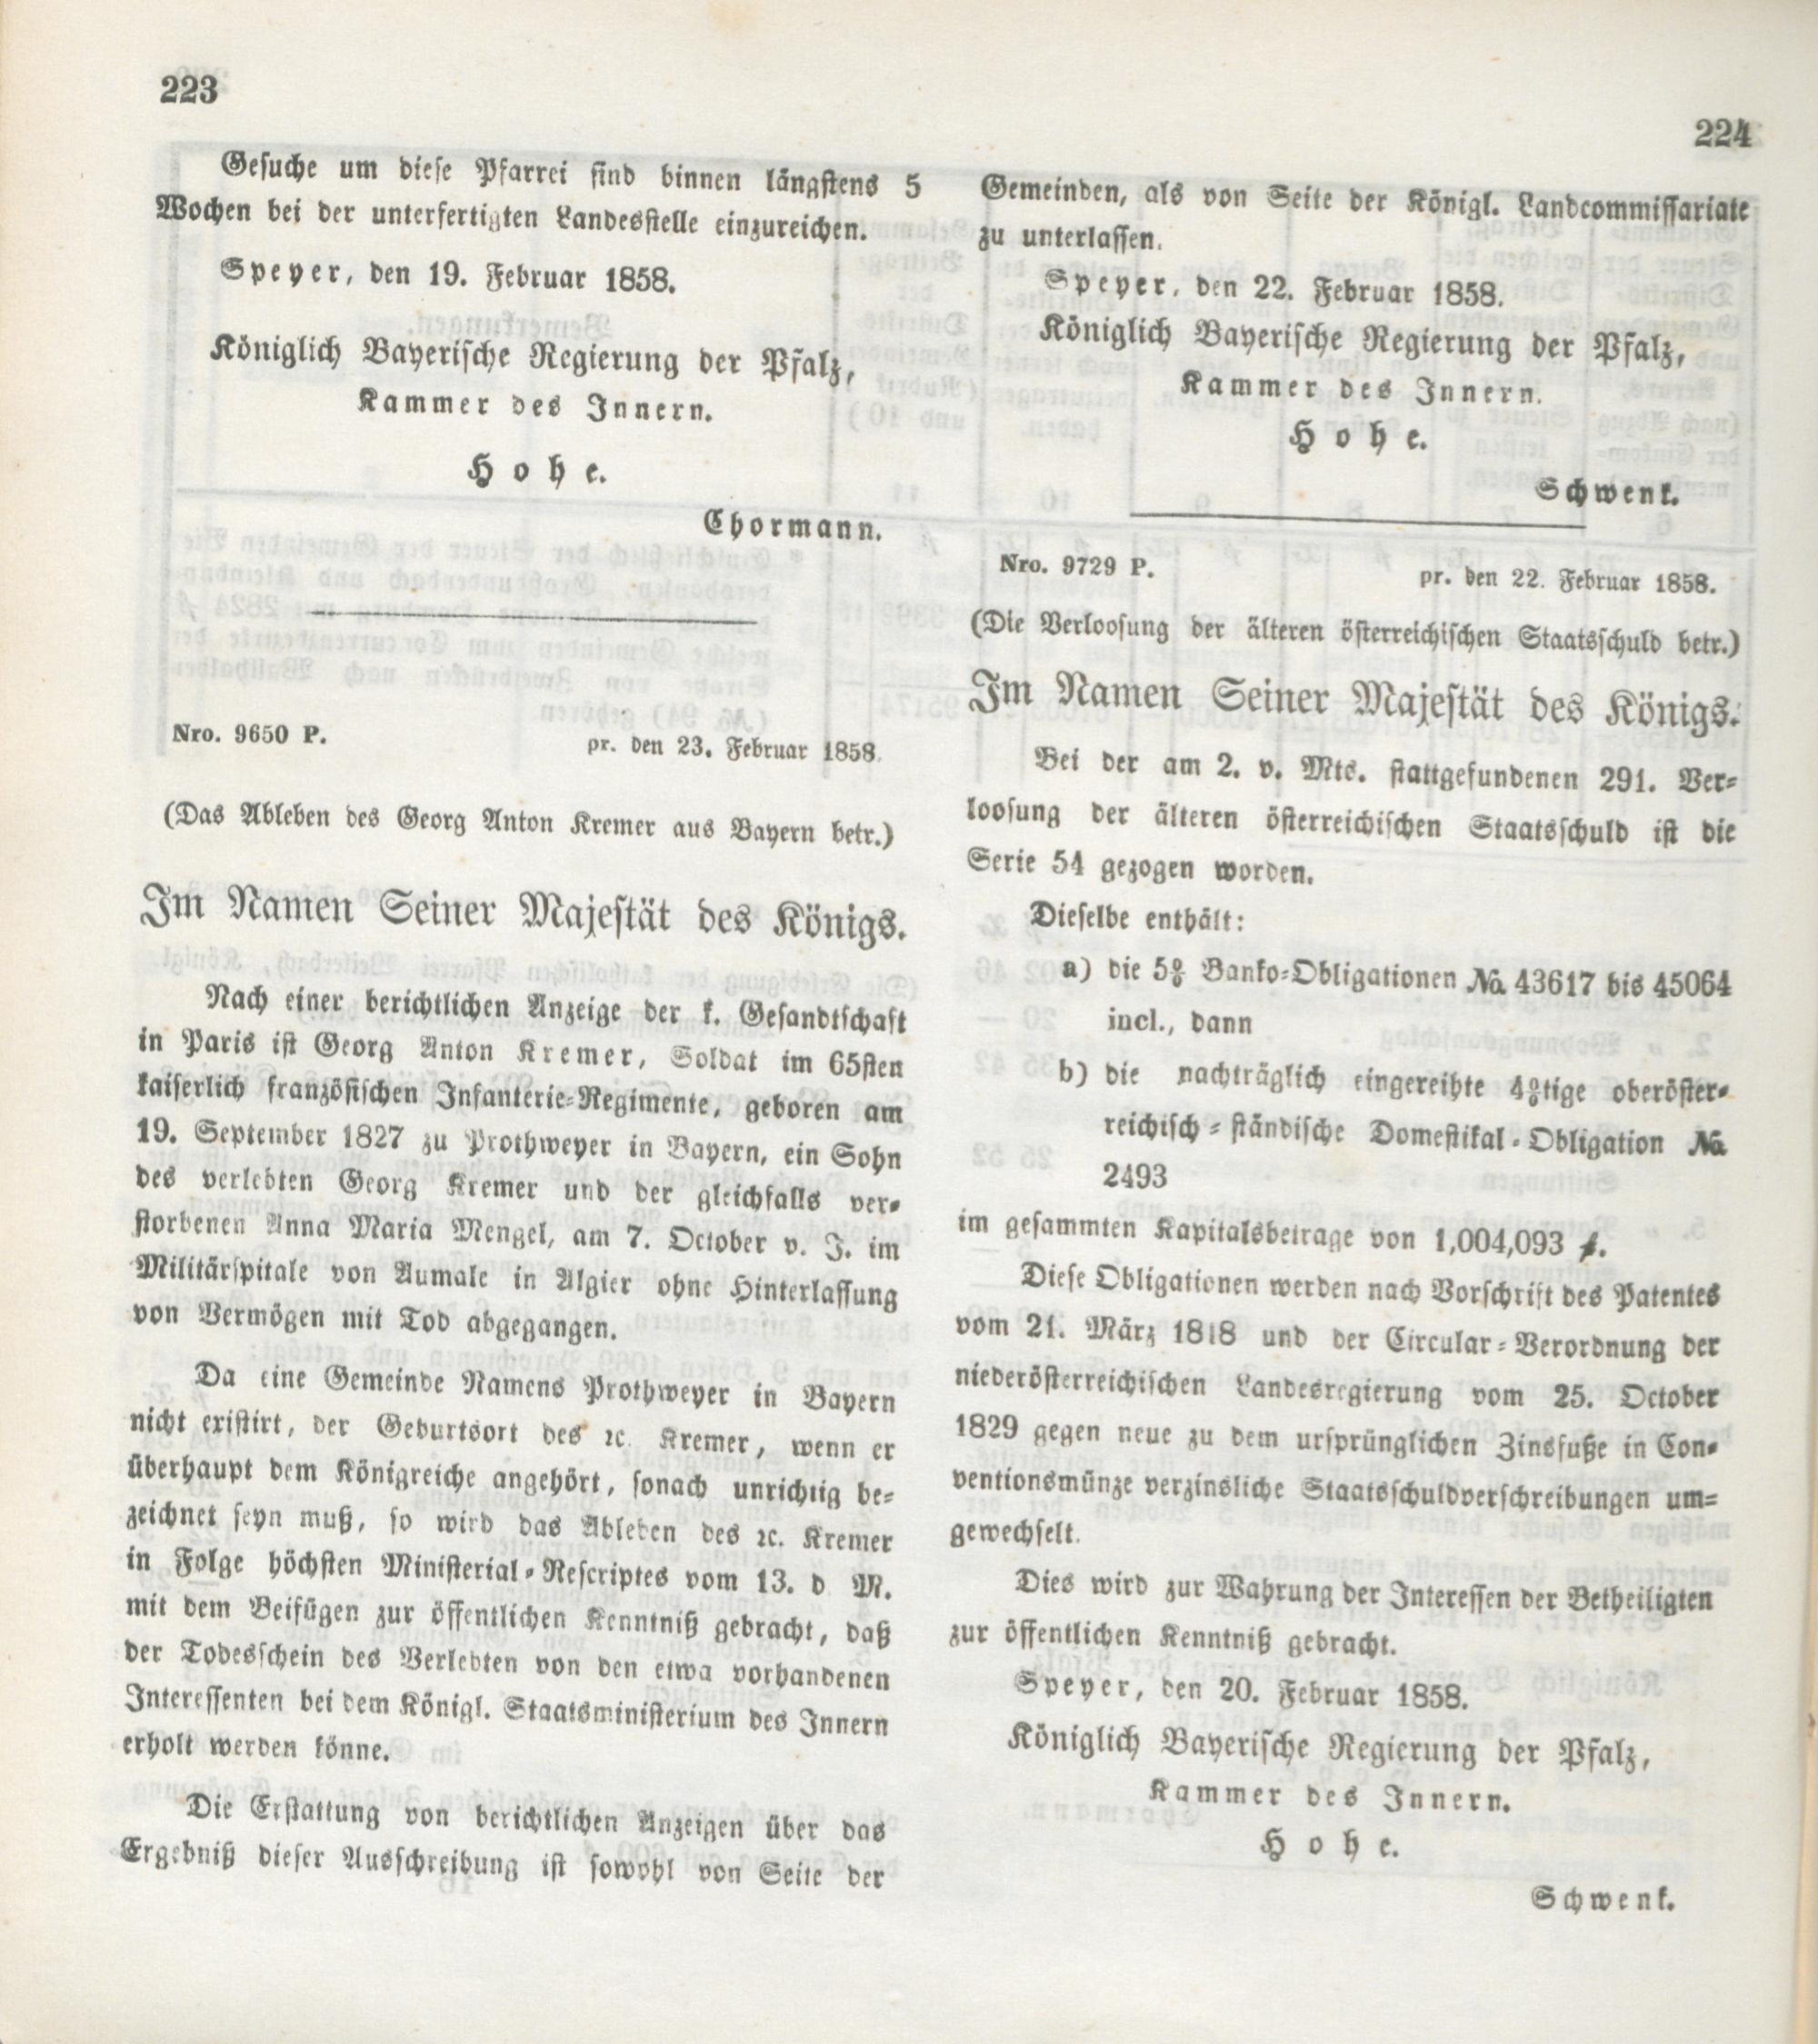 223
Gesuche um diese Pfarrei sind binnen längstens 5
Wochen bei der unterfertigten Landesstelle einzureichen.
Speyer, den 19. Februar 1858.
Königlich Bayerische Regierung der Pfalz,
Kammer des Innern.
Hohe.
Chormann.
Nro. 9650 P. pr. den 23. Februar 1858.
(Das Ableben des Georg Anton Kremer aus Bayern betr.)
Im Namen Seiner Majestät des Königs.
Nach einer berichtlichen Anzeige der k. Gesandtschaft
in Paris ist Georg Anton Kremer, Soldat im 65sten
kaiserlich französischen Infanterie-Regimente, geboren am
19. September 1827 zu Prothweyer in Bayern, ein Sohn
des verlebten Georg Kremer und der gleichfalls ver-
storbenen Anna Maria Mengel, am 7. October v. J. im
Militärspitale von Aumale in Algier ohne Hinterlassung
von Vermögen mit Tod abgegangen.
Da eine Gemeinde Namens Prothweyer in Bayern
nicht existirt, der Geburtsort des ꝛc. Kremer, wenn er
überhaupt dem Königreiche angehört, sonach unrichtig be-
zeichnet seyn muß, so wird das Ableben des ꝛc. Kremer
in Folge höchsten Ministerial-Rescriptes vom 13. d M.
mit dem Beifügen zur öffentlichen Kenntniß gebracht, daß
der Todesschein des Verlebten von den etwa vorhandenen
Interessenten bei dem Königl. Staatsministerium des Innern
erholt werden könne.
Die Erstattung von berichtlichen Anzeigen über das
Ergebniß dieser Ausschreibung ist sowohl von Seite der
224
Gemeinden, als von Seite der Königl. Landcommissariate
zu unterlassen.
Speyer, den 22. Februar 1858.
Königlich Bayerische Regierung der Pfalz,
Kammer des Innern.
Hohe.
Schwenk.
Nro. 9729 P. pr. den 22. Februar 1858.
(Die Verloosung der älteren österreichischen Staatsschuld betr.)
Im Namen Seiner Majestät des Königs.
Bei der am 2. v. Mts. stattgefundenen 291. Ver-
loosung der älteren österreichischen Staatsschuld ist die
Serie 54 gezogen worden.
Dieselbe enthält:
a) die 5% Banko-Obligationen № 43617 bis 45064
incl., dann
b) die nachträglich eingereihte 4%tige oberöster-
reichisch-ständische Domestikal-Obligation №
2493
im gesammten Kapitalsbetrage von 1,004,093 fl.
Diese Obligationen werden nach Vorschrift des Patentes
vom 21. März 1818 und der Circular-Verordnung der
niederösterreichischen Landesregierung vom 25. October
1829 gegen neue zu dem ursprünglichen Zinsfuße in Con-
ventionsmünze verzinsliche Staatsschuldverschreibungen um-
gewechselt.
Dies wird zur Wahrung der Interessen der Betheiligten
zur öffentlichen Kenntniß gebracht.
Speyer, den 20. Februar 1858.
Königlich Bayerische Regierung der Pfalz,
Kammer des Innern.
Hohe.
Schwenk.